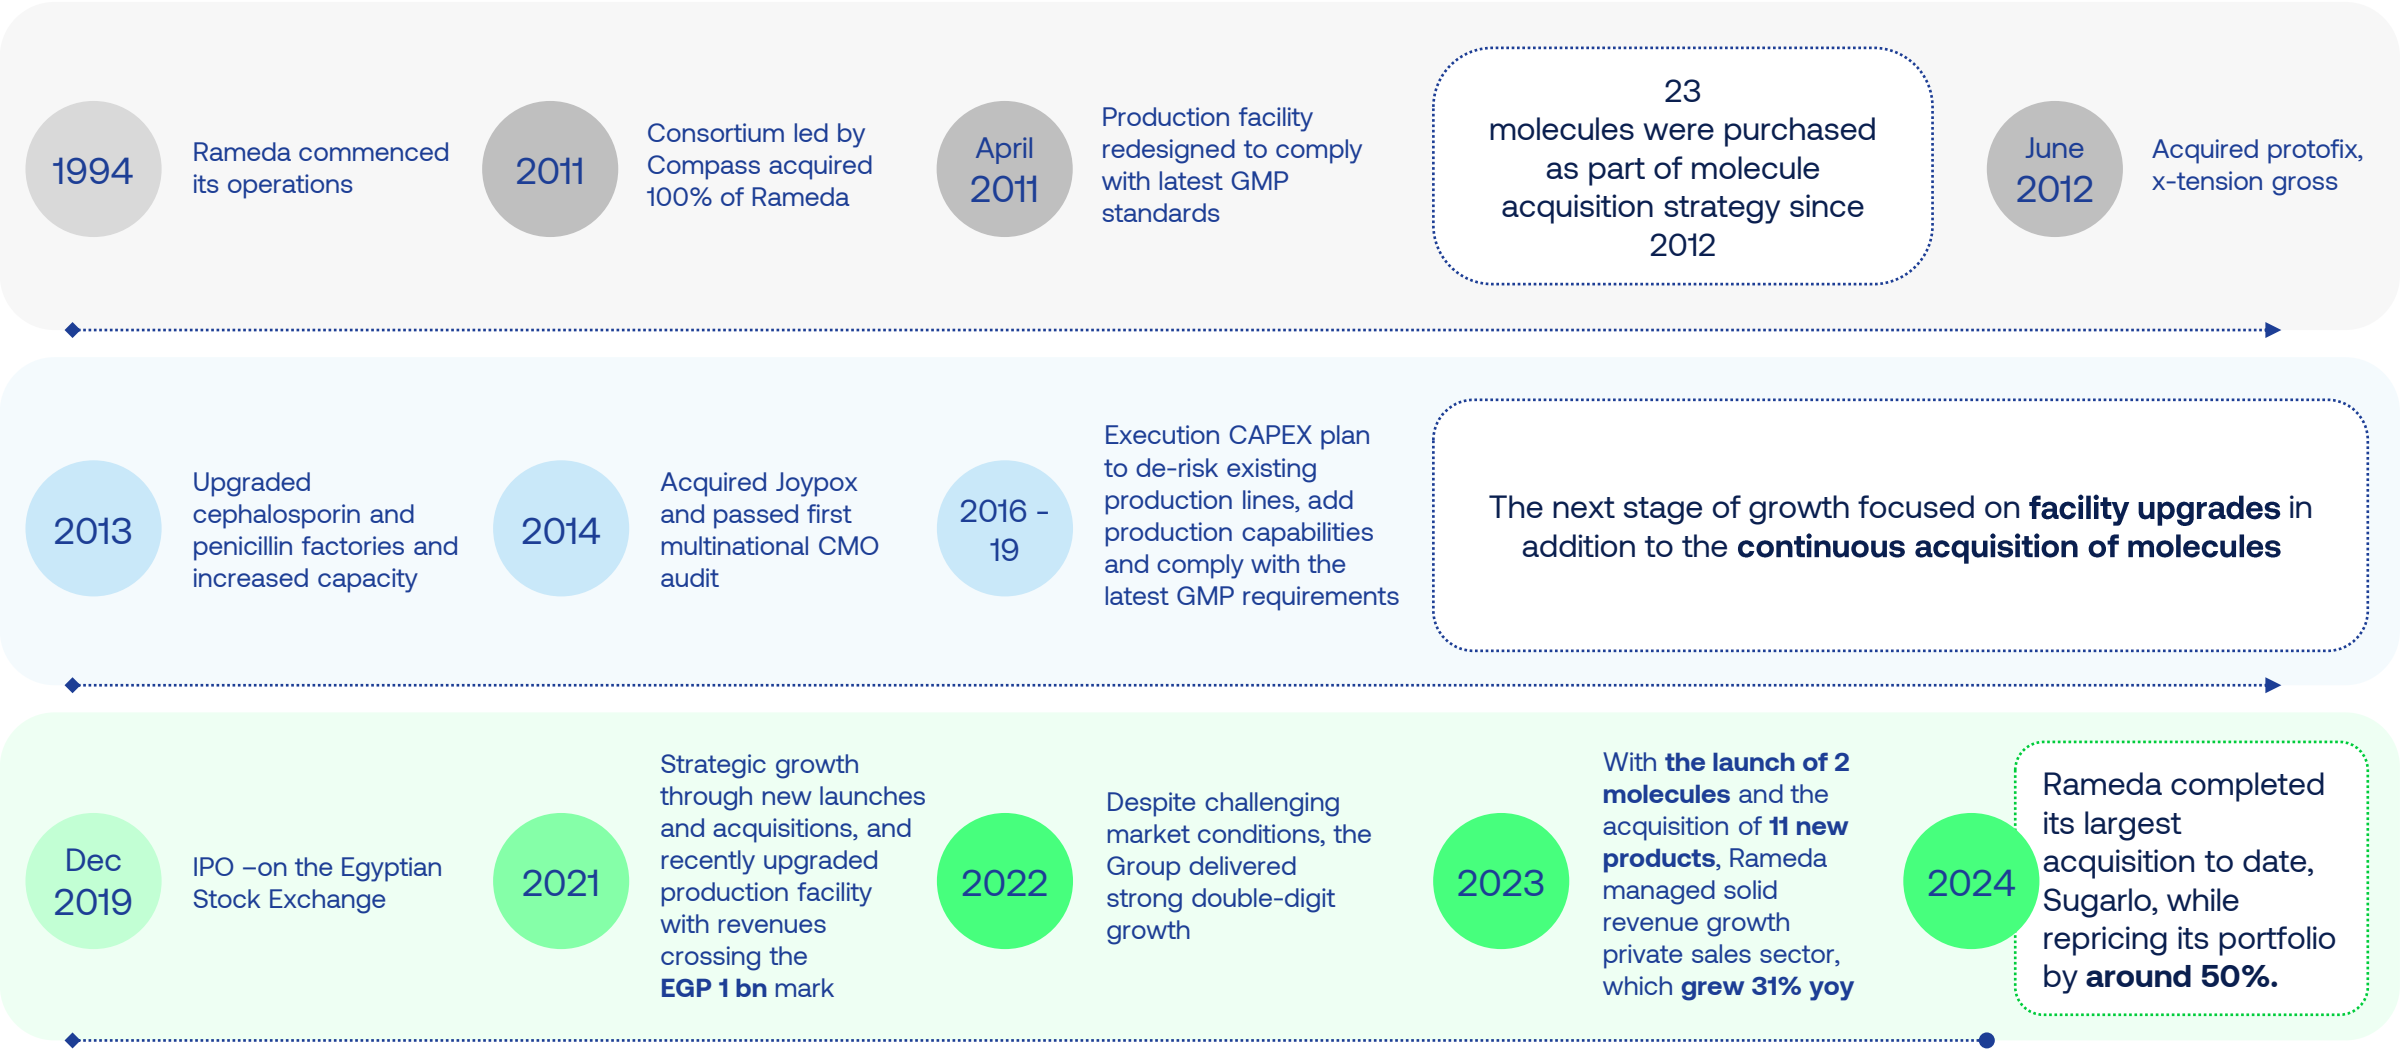 1994
Rameda commenced
its operations
2011
Consortium led by
Compass acquired
100% of Rameda
April
2011
Production facility
redesigned to comply
with latest GMP
standards
23
molecules were purchased
as part of molecule
acquisition strategy since
2012
June
2012
Acquired protofix,
x-tension gross
2013
Upgraded
cephalosporin and
penicillin factories and
increased capacity
2014
Acquired Joypox
and passed first
multinational CMO
audit
2016 -
19
Execution CAPEX plan
to de-risk existing
production lines, add
production capabilities
and comply with the
latest GMP requirements
The next stage of growth focused on facility upgrades in
addition to the continuous acquisition of molecules
Dec
2019
IPO –on the Egyptian
Stock Exchange
2021
Strategic growth
through new launches
and acquisitions, and
recently upgraded
production facility
with revenues
crossing the
EGP 1 bn mark
2022
Despite challenging
market conditions, the
Group delivered
strong double-digit
growth
2023
With the launch of 2
molecules and the
acquisition of 11 new
products, Rameda
managed solid
revenue growth
private sales sector,
which grew 31% yoy
2024
Rameda completed
its largest
acquisition to date,
Sugarlo, while
repricing its portfolio
by around 50%.